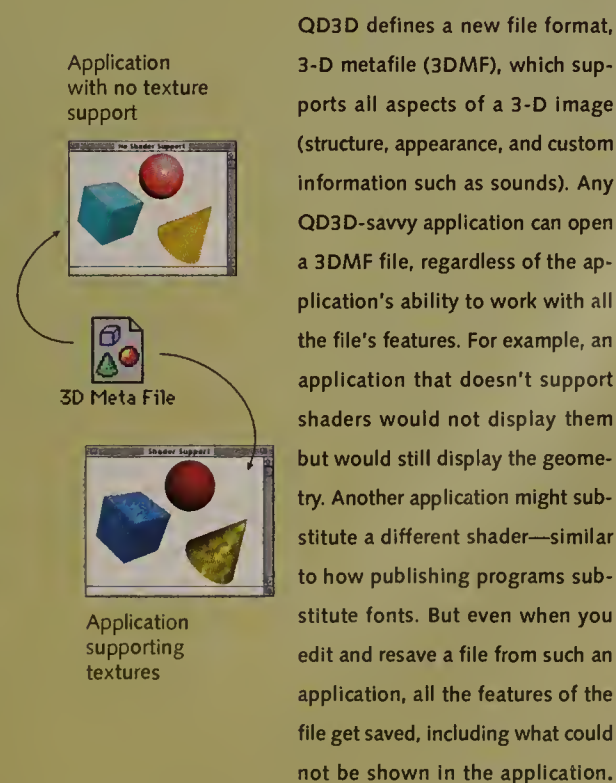 Application
with no texture
support
No Shader Support
3D Meta File
Shader Support
Application
supporting
textures
QD3D defines a new file format,
3-D metafile (3DMF), which sup-
ports all aspects of a 3-D image
(structure, appearance, and custom
information such as sounds). Any
QD3D-savvy application can open
a 3DMF file, regardless of the ap-
plication's ability to work with all
the file's features. For example, an
application that doesn't support
shaders would not display them
but would still display the geome-
try. Another application might sub-
stitute a different shader—similar
to how publishing programs sub-
stitute fonts. But even when you
edit and resave a file from such an
application, all the features of the
file get saved, including what could
not be shown in the application.